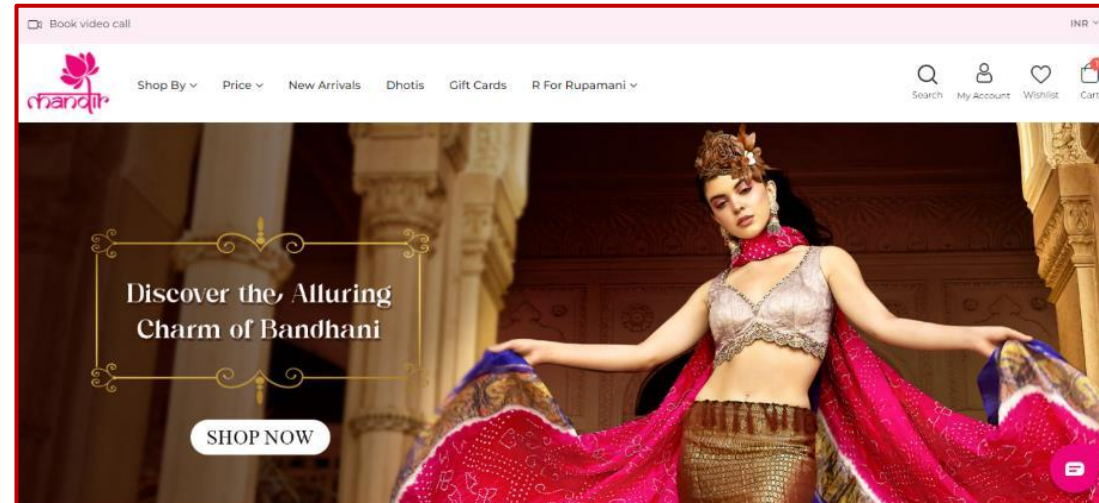 Book video call
INR
mandir
Shop By
Price
New Arrivals
Dhotis
Gift Cards
R For Rupamani
Search
My Account
Wishlist
Cart
Discover the Alluring
Charm of Bandhani
SHOP NOW